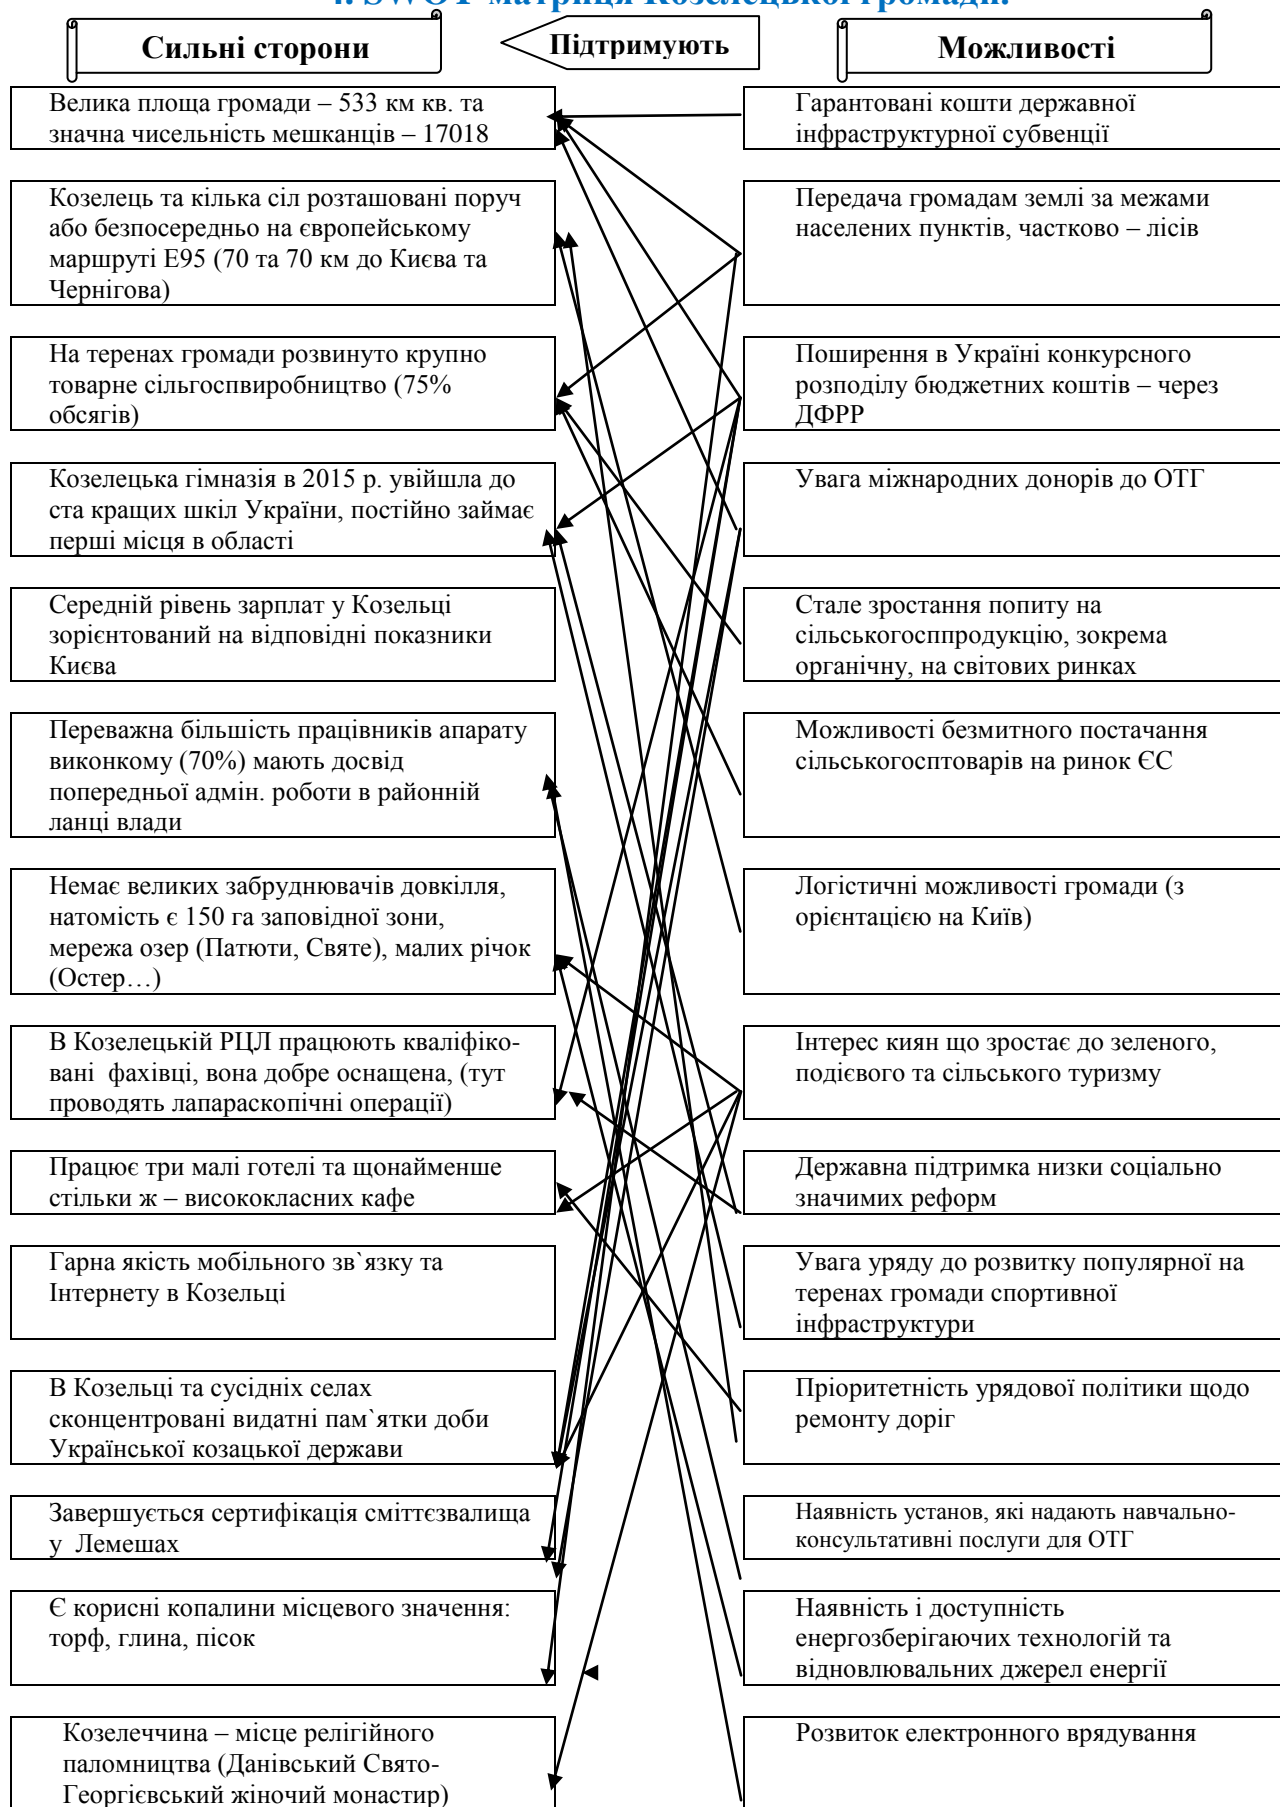 4. SWOT-матриця Козелецької громади.
Сильні сторони
Підтримують
Можливості
Велика площа громади – 533 км кв. та
значна чисельність мешканців – 17018
Гарантовані кошти державної
інфраструктурної субвенції
Козелець та кілька сіл розташовані поруч
або безпосередньо на європейському
маршруті Е95 (70 та 70 км до Києва та
Чернігова)
Передача громадам землі за межами
населених пунктів, частково – лісів
На теренах громади розвинуто крупно
товарне сільгоспвиробництво (75%
обсягів)
Поширення в Україні конкурсного
розподілу бюджетних коштів – через
ДФРР
Козелецька гімназія в 2015 р. увійшла до
ста кращих шкіл України, постійно займає
перші місця в області
Увага міжнародних донорів до ОТГ
Середній рівень зарплат у Козельці
зорієнтований на відповідні показники
Києва
Стале зростання попиту на
сільськогосппродукцію, зокрема
органічну, на світових ринках
Переважна більшість працівників апарату
виконкому (70%) мають досвід
попередньої адмін. роботи в районній
ланці влади
Можливості безмитного постачання
сільськогосптоварів на ринок ЄС
Немає великих забруднювачів довкілля,
натомість є 150 га заповідної зони,
мережа озер (Патюти, Святе), малих річок
(Остер…)
Логістичні можливості громади (з
орієнтацією на Київ)
В Козелецькій РЦЛ працюють кваліфіко-
вані фахівці, вона добре оснащена, (тут
проводять лапараскопічні операції)
Інтерес киян що зростає до зеленого,
подієвого та сільського туризму
Працює три малі готелі та щонайменше
стільки ж – висококласних кафе
Державна підтримка низки соціально
значимих реформ
Гарна якість мобільного зв`язку та
Інтернету в Козельці
Увага уряду до розвитку популярної на
теренах громади спортивної
інфраструктури
В Козельці та сусідніх селах
сконцентровані видатні пам`ятки доби
Української козацької держави
Пріоритетність урядової політики щодо
ремонту доріг
Завершується сертифікація сміттєзвалища
у Лемешах
Наявність установ, які надають навчально-
консультативні послуги для ОТГ
Є корисні копалини місцевого значення:
торф, глина, пісок
Наявність і доступність
енергозберігаючих технологій та
відновлювальних джерел енергії
Козелеччина – місце релігійного
паломництва (Данівський Свято-
Георгієвський жіночий монастир)
Розвиток електронного врядування